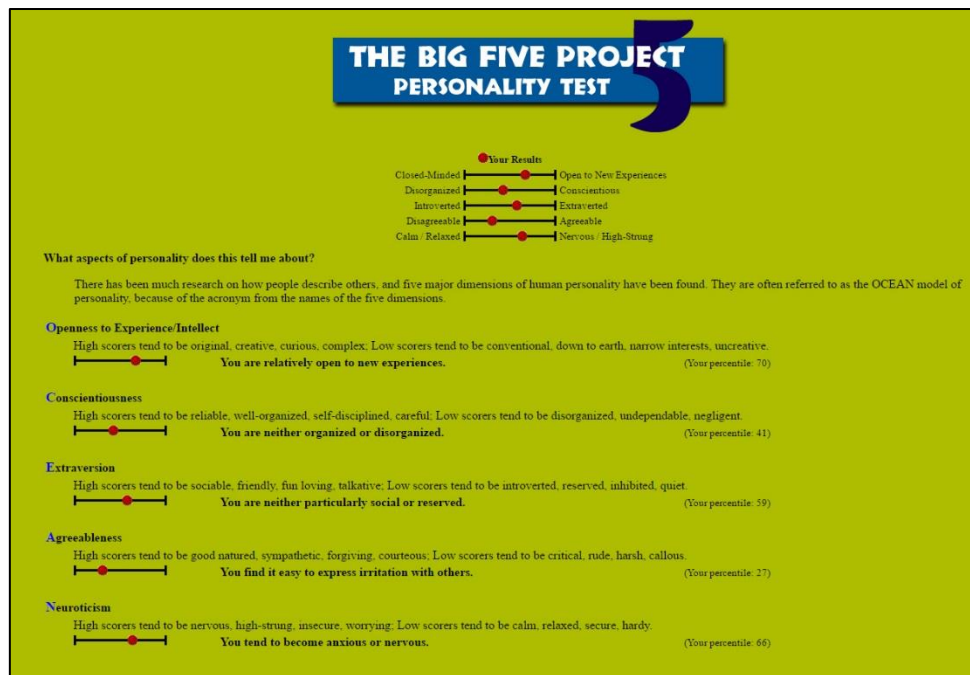 THE BIG FIVE PROJECT
PERSONALITY TEST
5
Your Results
Closed-Minded Open to New Experiences
Disorganized Conscientious
Introverted Extraverted
Disagreeable Agreeable
Calm / Relaxed Nervous / High-Strung
What aspects of personality does this tell me about?
There has been much research on how people describe others, and five major dimensions of human personality have been found. They are often referred to as the OCEAN model of
personality, because of the acronym from the names of the five dimensions.
Openness to Experience/Intellect
High scorers tend to be original, creative, curious, complex; Low scorers tend to be conventional, down to earth, narrow interests, uncreative.
You are relatively open to new experiences. (Your percentile: 70)
Conscientiousness
High scorers tend to be reliable, well-organized, self-disciplined, careful; Low scorers tend to be disorganized, undependable, negligent.
You are neither organized or disorganized. (Your percentile: 41)
Extraversion
High scorers tend to be sociable, friendly, fun loving, talkative; Low scorers tend to be introverted, reserved, inhibited, quiet.
You are neither particularly social or reserved. (Your percentile: 59)
Agreeableness
High scorers tend to be good natured, sympathetic, forgiving, courteous; Low scorers tend to be critical, rude, harsh, callous.
You find it easy to express irritation with others. (Your percentile: 27)
Neuroticism
High scorers tend to be nervous, high-strung, insecure, worrying; Low scorers tend to be calm, relaxed, secure, hardy.
You tend to become anxious or nervous. (Your percentile: 66)